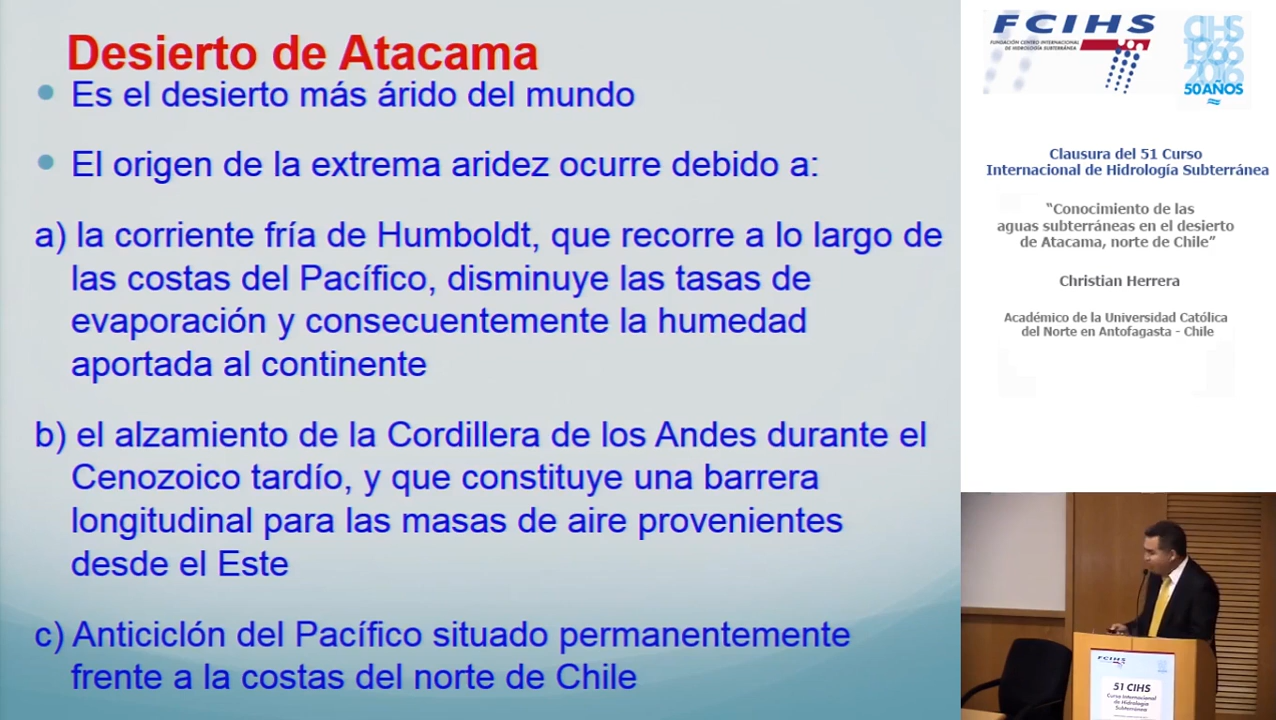 Desierto de Atacama
Es el desierto más árido del mundo
El origen de la extrema aridez ocurre debido a:
a) la corriente fría de Humboldt, que recorre a lo largo de
las costas del Pacífico, disminuye las tasas de
evaporación y consecuentemente la humedad
aportada al continente
b) el alzamiento de la Cordillera de los Andes durante el
Cenozoico tardío, y que constituye una barrera
longitudinal para las masas de aire provenientes
desde el Este
c) Anticiclón del Pacífico situado permanentemente
frente a la costas del norte de Chile
FCIHS
FUNDACIÓN CENTRO INTERNACIONAL
DE HIDROLOGÍA SUBTERRÁNEA
CIHS
1966
2016
50 AÑOS
Clausura del 51 Curso
Internacional de Hidrología Subterránea
“Conocimiento de las
aguas subterráneas en el desierto
de Atacama, norte de Chile”
Christian Herrera
Académico de la Universidad Católica
del Norte en Antofagasta - Chile
FCIHS
51 CIHS
Curso Internacional
de Hidrología
Subterránea